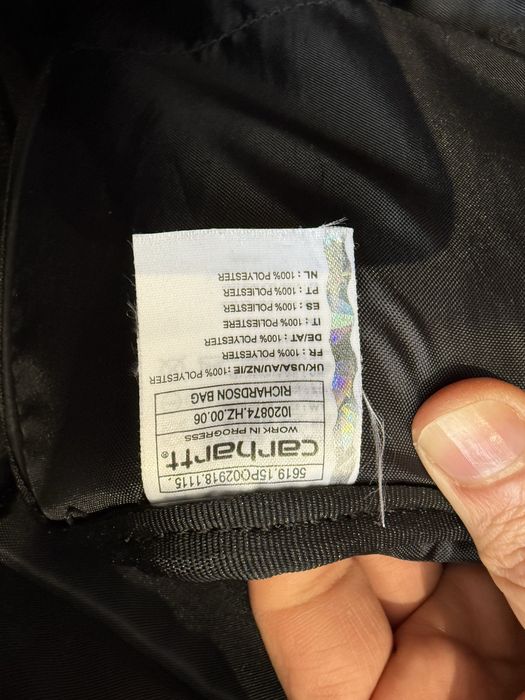 5619.15PO02918.1115.
carhartt®
WORK IN PROGRESS
I020874.HZ.00.06
RICHARDSON BAG
UK/USA/AU/NZ/IE : 100% POLYESTER
FR : 100% POLYESTER
DE/AT : 100% POLYESTER
IT : 100% POLIESTERE
ES : 100% POLIESTER
PT : 100% POLIESTER
NL : 100% POLYESTER